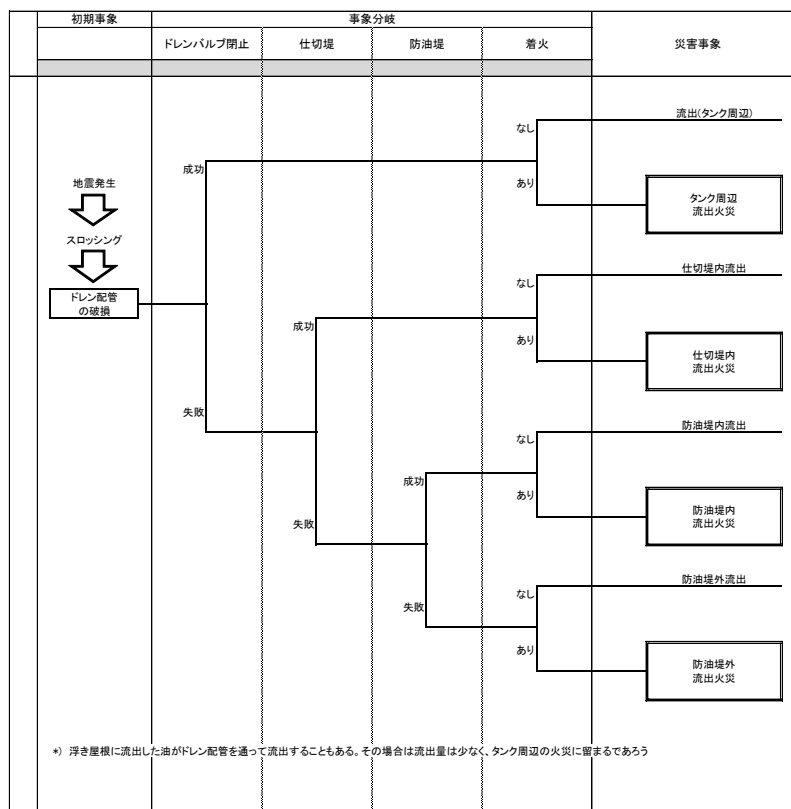 初期事象
事象分岐
災害事象
ドレンバルブ閉止
仕切堤
防油堤
着火
流出(タンク周辺)
なし
成功
あり
地震発生
タンク周辺
流出火災
スロッシング
仕切堤内流出
なし
ドレン配管
の破損
成功
あり
仕切堤内
流出火災
失敗
防油堤内流出
なし
成功
あり
防油堤内
流出火災
失敗
防油堤外流出
なし
失敗
あり
防油堤外
流出火災
*) 浮き屋根に流出した油がドレン配管を通って流出することもある。その場合は流出量は少なく、タンク周辺の火災に留まるであろう